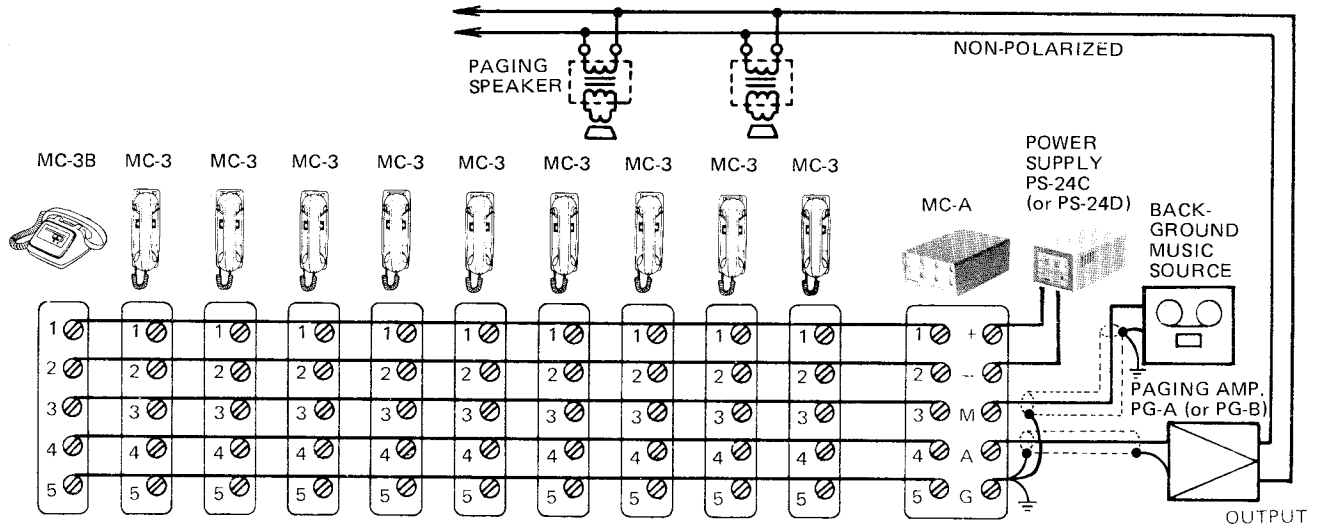 NON-POLARIZED
PAGING
SPEAKER
MC-3B MC-3 MC-3 MC-3 MC-3 MC-3 MC-3 MC-3 MC-3 MC-3
MC-A
POWER
SUPPLY
PS-24C
(or PS-24D)
BACK-
GROUND
MUSIC
SOURCE
1 1 1 1 1 1 1 1 1 1 1 +
2 2 2 2 2 2 2 2 2 2 2 −
3 3 3 3 3 3 3 3 3 3 3 M
4 4 4 4 4 4 4 4 4 4 4 A
5 5 5 5 5 5 5 5 5 5 5 G
PAGING AMP.
PG-A (or PG-B)
OUTPUT